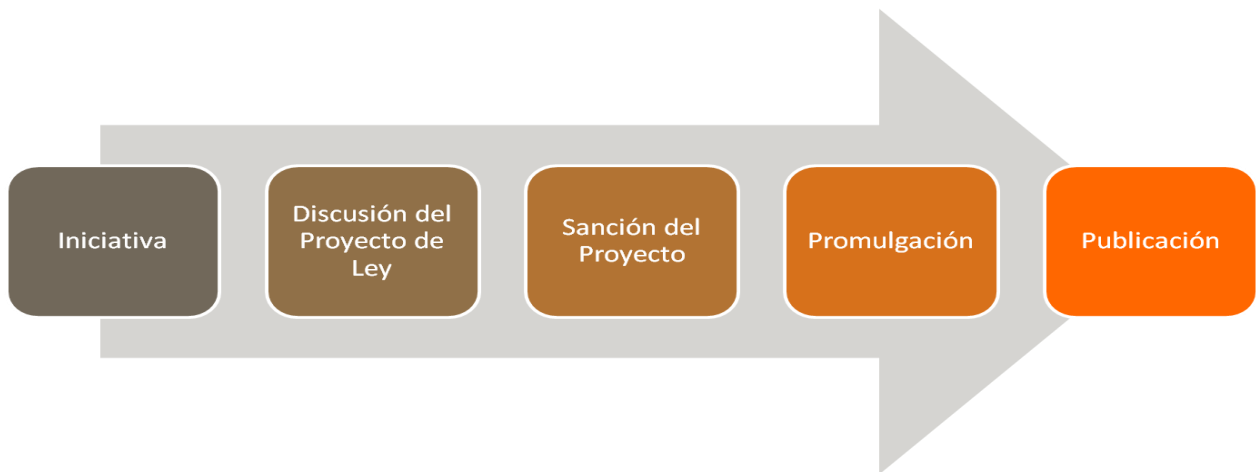 Iniciativa
Discusión del
Proyecto de
Ley
Sanción del
Proyecto
Promulgación
Publicación